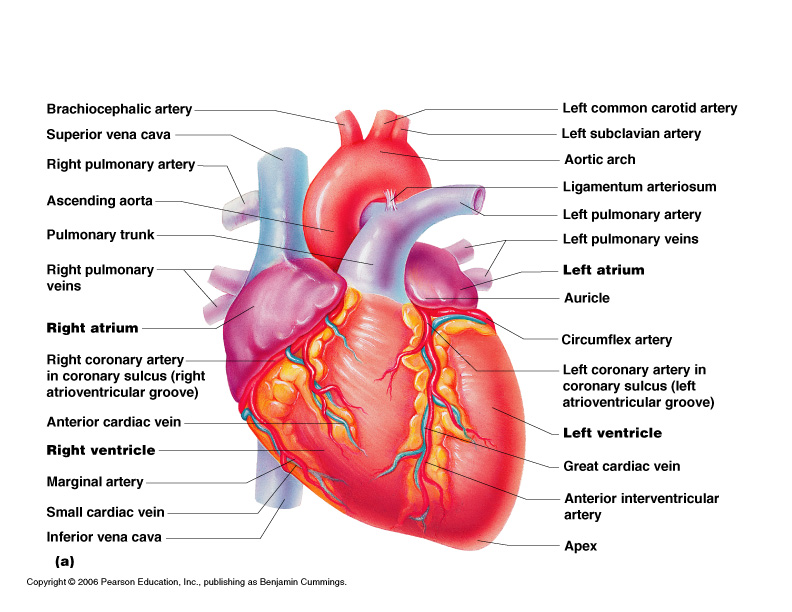 Brachiocephalic artery
Superior vena cava
Right pulmonary artery
Ascending aorta
Pulmonary trunk
Right pulmonary
veins
Right atrium
Right coronary artery
in coronary sulcus (right
atrioventricular groove)
Anterior cardiac vein
Right ventricle
Marginal artery
Small cardiac vein
Inferior vena cava
Left common carotid artery
Left subclavian artery
Aortic arch
Ligamentum arteriosum
Left pulmonary artery
Left pulmonary veins
Left atrium
Auricle
Circumflex artery
Left coronary artery in
coronary sulcus (left
atrioventricular groove)
Left ventricle
Great cardiac vein
Anterior interventricular
artery
Apex
(a)
Copyright © 2006 Pearson Education, Inc., publishing as Benjamin Cummings.